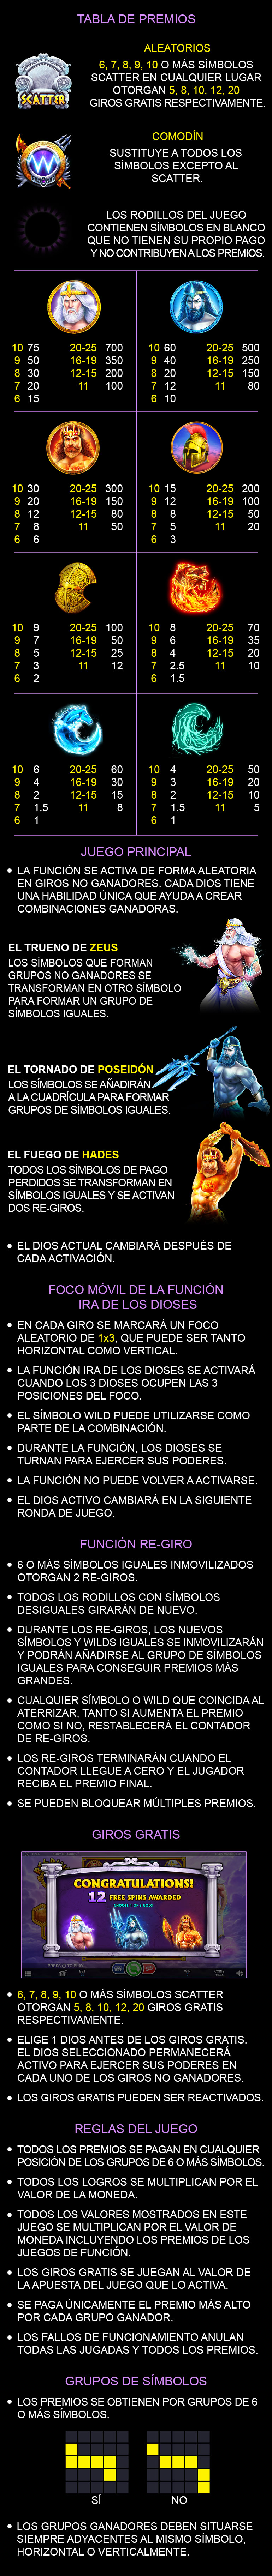 TABLA DE PREMIOS
ALEATORIOS
6, 7, 8, 9, 10 O MÁS SÍMBOLOS
SCATTER EN CUALQUIER LUGAR
OTORGAN 5, 8, 10, 12, 20
GIROS GRATIS RESPECTIVAMENTE.
SCATTER
COMODÍN
SUSTITUYE A TODOS LOS
SÍMBOLOS EXCEPTO AL
SCATTER.
W
LOS RODILLOS DEL JUEGO
CONTIENEN SÍMBOLOS EN BLANCO
QUE NO TIENEN SU PROPIO PAGO
Y NO CONTRIBUYEN A LOS PREMIOS.
10 75 20-25 700
9 50 16-19 350
8 30 12-15 200
7 20 11 100
6 15
10 60 20-25 500
9 40 16-19 250
8 20 12-15 150
7 12 11 80
6 10
10 30 20-25 300
9 20 16-19 150
8 12 12-15 80
7 8 11 50
6 6
10 15 20-25 200
9 12 16-19 100
8 8 12-15 50
7 5 11 20
6 3
10 9 20-25 100
9 7 16-19 50
8 5 12-15 25
7 3 11 12
6 2
10 8 20-25 70
9 6 16-19 35
8 4 12-15 20
7 2.5 11 10
6 1.5
10 6 20-25 60
9 4 16-19 30
8 2 12-15 15
7 1.5 11 8
6 1
10 4 20-25 50
9 3 16-19 20
8 2 12-15 10
7 1.5 11 5
6 1
JUEGO PRINCIPAL
• LA FUNCIÓN SE ACTIVA DE FORMA ALEATORIA
EN GIROS NO GANADORES. CADA DIOS TIENE
UNA HABILIDAD ÚNICA QUE AYUDA A CREAR
COMBINACIONES GANADORAS.
EL TRUENO DE ZEUS
LOS SÍMBOLOS QUE FORMAN
GRUPOS NO GANADORES SE
TRANSFORMAN EN OTRO SÍMBOLO
PARA FORMAR UN GRUPO DE
SÍMBOLOS IGUALES.
EL TORNADO DE POSEIDÓN
LOS SÍMBOLOS SE AÑADIRÁN
A LA CUADRÍCULA PARA FORMAR
GRUPOS DE SÍMBOLOS IGUALES.
EL FUEGO DE HADES
TODOS LOS SÍMBOLOS DE PAGO
PERDIDOS SE TRANSFORMAN EN
SÍMBOLOS IGUALES Y SE ACTIVAN
DOS RE-GIROS.
• EL DIOS ACTUAL CAMBIARÁ DESPUÉS DE
CADA ACTIVACIÓN.
FOCO MÓVIL DE LA FUNCIÓN
IRA DE LOS DIOSES
• EN CADA GIRO SE MARCARÁ UN FOCO
ALEATORIO DE 1x3, QUE PUEDE SER TANTO
HORIZONTAL COMO VERTICAL.
• LA FUNCIÓN IRA DE LOS DIOSES SE ACTIVARÁ
CUANDO LOS 3 DIOSES OCUPEN LAS 3
POSICIONES DEL FOCO.
• EL SÍMBOLO WILD PUEDE UTILIZARSE COMO
PARTE DE LA COMBINACIÓN.
• DURANTE LA FUNCIÓN, LOS DIOSES SE
TURNAN PARA EJERCER SUS PODERES.
• LA FUNCIÓN NO PUEDE VOLVER A ACTIVARSE.
• EL DIOS ACTIVO CAMBIARÁ EN LA SIGUIENTE
RONDA DE JUEGO.
FUNCIÓN RE-GIRO
• 6 O MÁS SÍMBOLOS IGUALES INMOVILIZADOS
OTORGAN 2 RE-GIROS.
• TODOS LOS RODILLOS CON SÍMBOLOS
DESIGUALES GIRARÁN DE NUEVO.
• DURANTE LOS RE-GIROS, LOS NUEVOS
SÍMBOLOS Y WILDS IGUALES SE INMOVILIZARÁN
Y PODRÁN AÑADIRSE AL GRUPO DE SÍMBOLOS
IGUALES PARA CONSEGUIR PREMIOS MÁS
GRANDES.
• CUALQUIER SÍMBOLO O WILD QUE COINCIDA AL
ATERRIZAR, TANTO SI AUMENTA EL PREMIO
COMO SI NO, RESTABLECERÁ EL CONTADOR
DE RE-GIROS.
• LOS RE-GIROS TERMINARÁN CUANDO EL
CONTADOR LLEGUE A CERO Y EL JUGADOR
RECIBA EL PREMIO FINAL.
• SE PUEDEN BLOQUEAR MÚLTIPLES PREMIOS.
GIROS GRATIS
CONGRATULATIONS!
12 FREE SPINS AWARDED
CHOOSE 1 OF 3 GODS
• 6, 7, 8, 9, 10 O MÁS SÍMBOLOS SCATTER
OTORGAN 5, 8, 10, 12, 20 GIROS GRATIS
RESPECTIVAMENTE.
• ELIGE 1 DIOS ANTES DE LOS GIROS GRATIS.
EL DIOS SELECCIONADO PERMANECERÁ
ACTIVO PARA EJERCER SUS PODERES EN
CADA UNO DE LOS GIROS NO GANADORES.
• LOS GIROS GRATIS PUEDEN SER REACTIVADOS.
REGLAS DEL JUEGO
• TODOS LOS PREMIOS SE PAGAN EN CUALQUIER
POSICIÓN DE LOS GRUPOS DE 6 O MÁS SÍMBOLOS.
• TODOS LOS LOGROS SE MULTIPLICAN POR EL
VALOR DE LA MONEDA.
• TODOS LOS VALORES MOSTRADOS EN ESTE
JUEGO SE MULTIPLICAN POR EL VALOR DE
MONEDA INCLUYENDO LOS PREMIOS DE LOS
JUEGOS DE FUNCIÓN.
• LOS GIROS GRATIS SE JUEGAN AL VALOR DE
LA APUESTA DEL JUEGO QUE LO ACTIVA.
• SE PAGA ÚNICAMENTE EL PREMIO MÁS ALTO
POR CADA GRUPO GANADOR.
• LOS FALLOS DE FUNCIONAMIENTO ANULAN
TODAS LAS JUGADAS Y TODOS LOS PREMIOS.
GRUPOS DE SÍMBOLOS
• LOS PREMIOS SE OBTIENEN POR GRUPOS DE 6
O MÁS SÍMBOLOS.
SÍ NO
• LOS GRUPOS GANADORES DEBEN SITUARSE
SIEMPRE ADYACENTES AL MISMO SÍMBOLO,
HORIZONTAL O VERTICALMENTE.